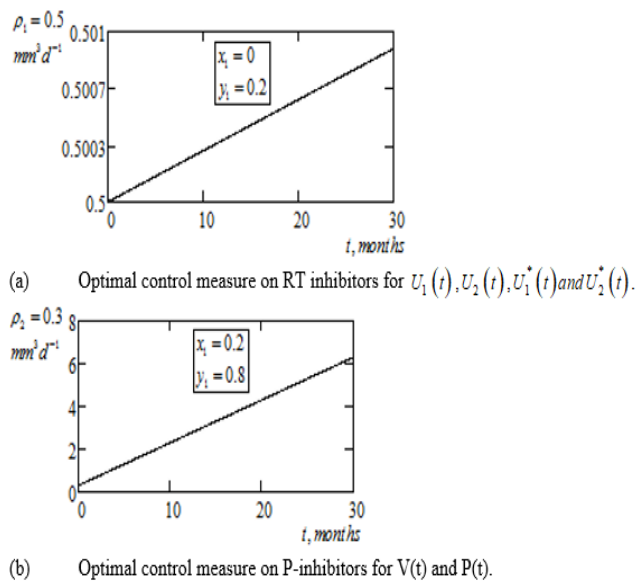 ρ₁ = 0.5
mm³d⁻¹
0.501
0.5007
0.5003
0.5
x₁ = 0
y₁ = 0.2
0 10 20 30
t, months
(a) Optimal control measure on RT inhibitors for U₁(t), U₂(t), U₁*(t) and U₂*(t).
ρ₂ = 0.3
mm³d⁻¹
8
6
4
2
0
x₁ = 0.2
y₁ = 0.8
0 10 20 30
t, months
(b) Optimal control measure on P-inhibitors for V(t) and P(t).